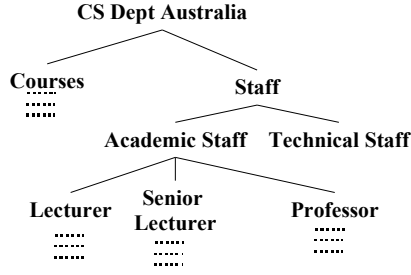 CS Dept Australia
Courses
Staff
Academic Staff
Technical Staff
Lecturer
Senior
Lecturer
Professor